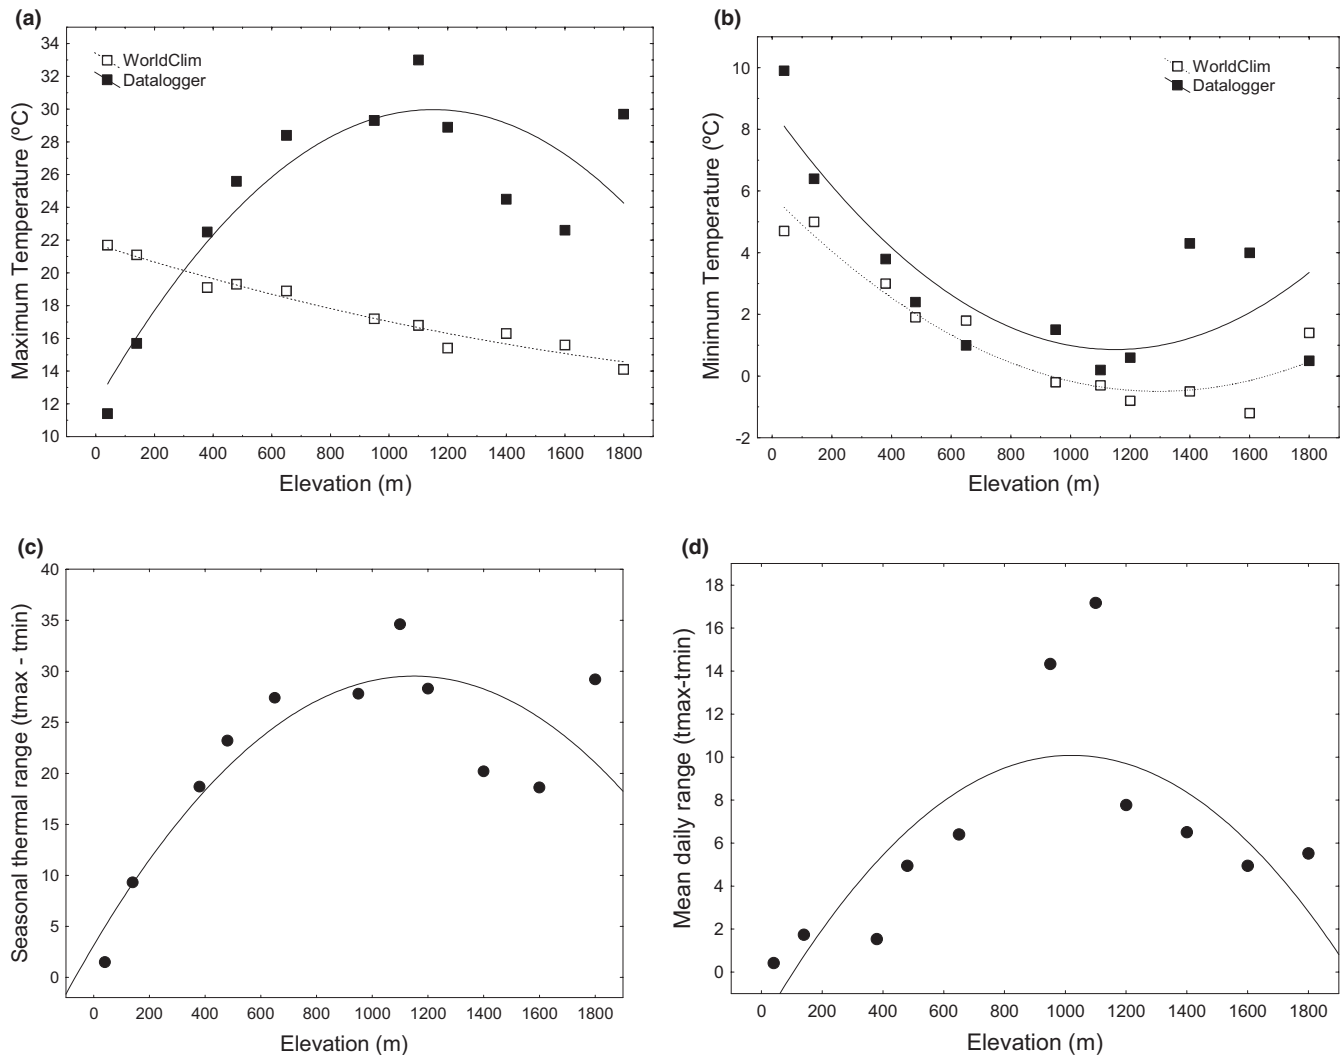 (a)
34
32
30
28
26
24
22
20
18
16
14
12
10
Maximum Temperature (ºC)
WorldClim
Datalogger
0 200 400 600 800 1000 1200 1400 1600 1800
Elevation (m)
(b)
10
8
6
4
2
0
-2
Minimum Temperature (ºC)
WorldClim
Datalogger
0 200 400 600 800 1000 1200 1400 1600 1800
Elevation (m)
(c)
40
35
30
25
20
15
10
5
0
Seasonal thermal range (tmax - tmin)
0 200 400 600 800 1000 1200 1400 1600 1800
Elevation (m)
(d)
18
16
14
12
10
8
6
4
2
0
Mean daily range (tmax-tmin)
0 200 400 600 800 1000 1200 1400 1600 1800
Elevation (m)